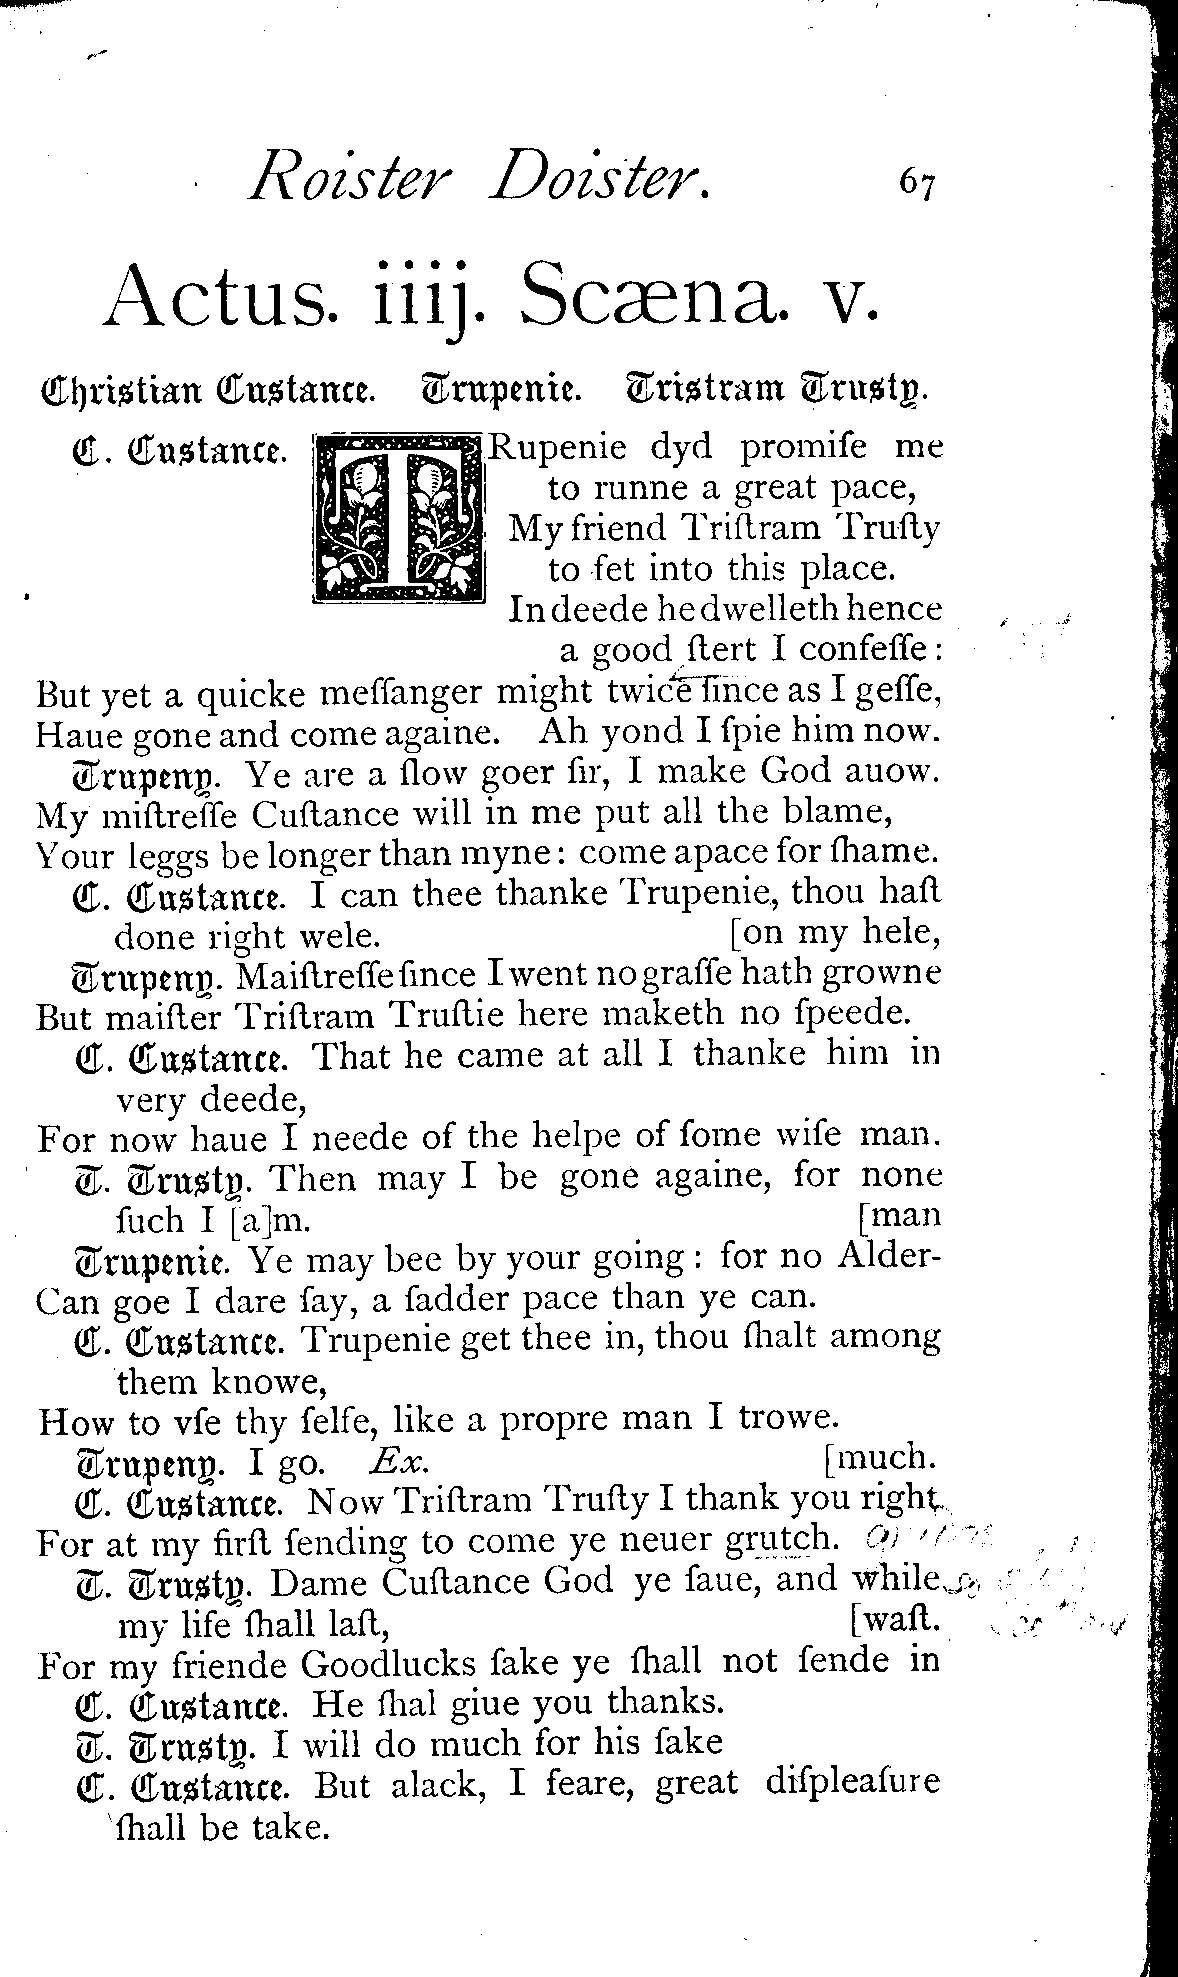 Roister Doister. 67
Actus. iiij. Scæna. v.
Christian Custance. Trupenie. Tristram Trusty.
C. Custance. TRupenie dyd promiſe me
to runne a great pace,
My friend Triſtram Truſty
to fet into this place.
In deede he dwelleth hence
a good ſtert I confeſſe:
But yet a quicke meſſanger might twice ſince as I geſſe,
Haue gone and come againe. Ah yond I ſpie him now.
Trupeny. Ye are a ſlow goer ſir, I make God auow.
My miſtreſſe Cuſtance will in me put all the blame,
Your leggs be longer than myne: come apace for ſhame.
C. Custance. I can thee thanke Trupenie, thou haſt
done right wele. [on my hele,
Trupeny. Maiſtreſſe ſince I went no graſſe hath growne
But maiſter Triſtram Truſtie here maketh no ſpeede.
C. Custance. That he came at all I thanke him in
very deede,
For now haue I neede of the helpe of ſome wiſe man.
T. Trusty. Then may I be gone againe, for none
ſuch I [a]m. [man
Trupenie. Ye may bee by your going: for no Alder-
Can goe I dare ſay, a ſadder pace than ye can.
C. Custance. Trupenie get thee in, thou ſhalt among
them knowe,
How to vſe thy ſelfe, like a propre man I trowe.
Trupeny. I go. Ex. [much.
C. Custance. Now Triſtram Truſty I thank you right
For at my firſt ſending to come ye neuer grutch.
T. Trusty. Dame Cuſtance God ye ſaue, and while
my life ſhall laſt, [waſt.
For my friende Goodlucks ſake ye ſhall not ſende in
C. Custance. He ſhal giue you thanks.
T. Trusty. I will do much for his ſake
C. Custance. But alack, I feare, great diſpleaſure
ſhall be take.